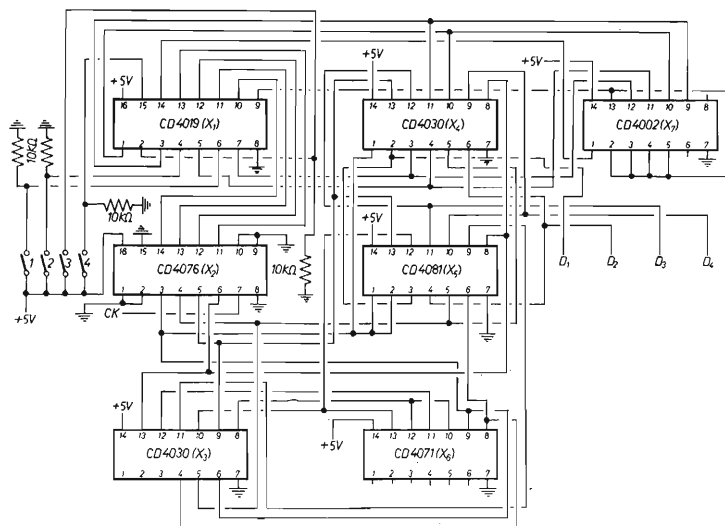 +5V +5V +5V
16 15 14 13 12 11 10 9
CD4019(X₁)
1 2 3 4 5 6 7 8
14 13 12 11 10 9 8
CD4030(X₄)
1 2 3 4 5 6 7
14 13 12 11 10 9 8
CD4002(X₇)
1 2 3 4 5 6 7
10kΩ
10kΩ
1 2 3 4
+5V
16 15 14 13 12 11 10 9
CD4076(X₂)
1 2 3 4 5 6 7 8
CK
10kΩ
+5V
14 13 12 11 10 9 8
CD4081(X₅)
1 2 3 4 5 6 7
D₁ D₂ D₃ D₄
+5V
14 13 12 11 10 9 8
CD4030(X₃)
1 2 3 4 5 6 7
+5V
14 13 12 11 10 9 8
CD4071(X₆)
1 2 3 4 5 6 7